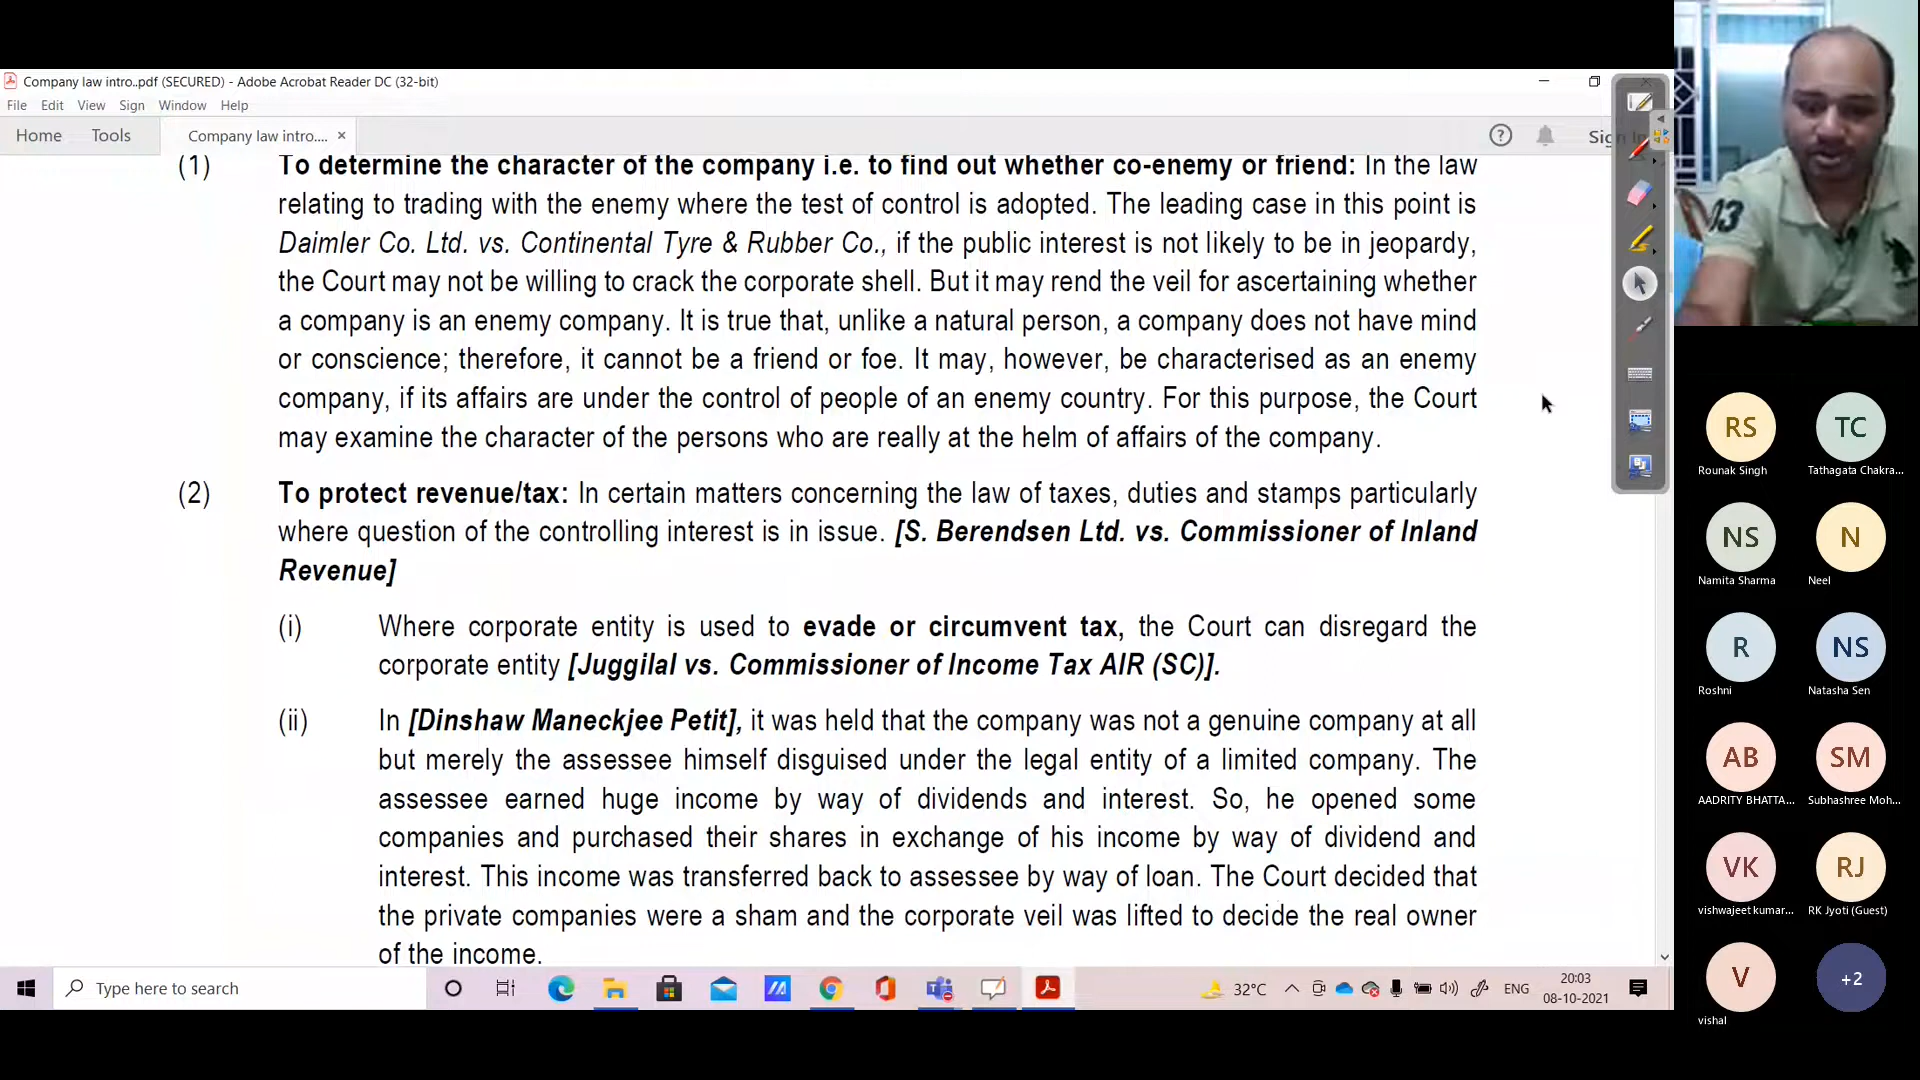 Company law intro..pdf (SECURED) - Adobe Acrobat Reader DC (32-bit)
File Edit View Sign Window Help
Home Tools Company law intro.... ×
Sign In
(1) To determine the character of the company i.e. to find out whether co-enemy or friend: In the law
relating to trading with the enemy where the test of control is adopted. The leading case in this point is
Daimler Co. Ltd. vs. Continental Tyre & Rubber Co., if the public interest is not likely to be in jeopardy,
the Court may not be willing to crack the corporate shell. But it may rend the veil for ascertaining whether
a company is an enemy company. It is true that, unlike a natural person, a company does not have mind
or conscience; therefore, it cannot be a friend or foe. It may, however, be characterised as an enemy
company, if its affairs are under the control of people of an enemy country. For this purpose, the Court
may examine the character of the persons who are really at the helm of affairs of the company.
(2) To protect revenue/tax: In certain matters concerning the law of taxes, duties and stamps particularly
where question of the controlling interest is in issue. [S. Berendsen Ltd. vs. Commissioner of Inland
Revenue]
(i) Where corporate entity is used to evade or circumvent tax, the Court can disregard the
corporate entity [Juggilal vs. Commissioner of Income Tax AIR (SC)].
(ii) In [Dinshaw Maneckjee Petit], it was held that the company was not a genuine company at all
but merely the assessee himself disguised under the legal entity of a limited company. The
assessee earned huge income by way of dividends and interest. So, he opened some
companies and purchased their shares in exchange of his income by way of dividend and
interest. This income was transferred back to assessee by way of loan. The Court decided that
the private companies were a sham and the corporate veil was lifted to decide the real owner
of the income.
Type here to search
32°C
ENG
20:03
08-10-2021
03
RS TC
Rounak Singh Tathagata Chakra...
NS N
Namita Sharma Neel
R NS
Roshni Natasha Sen
AB SM
AADRITY BHATTA... Subhashree Moh...
VK RJ
vishwajeet kumar... RK Jyoti (Guest)
V +2
vishal